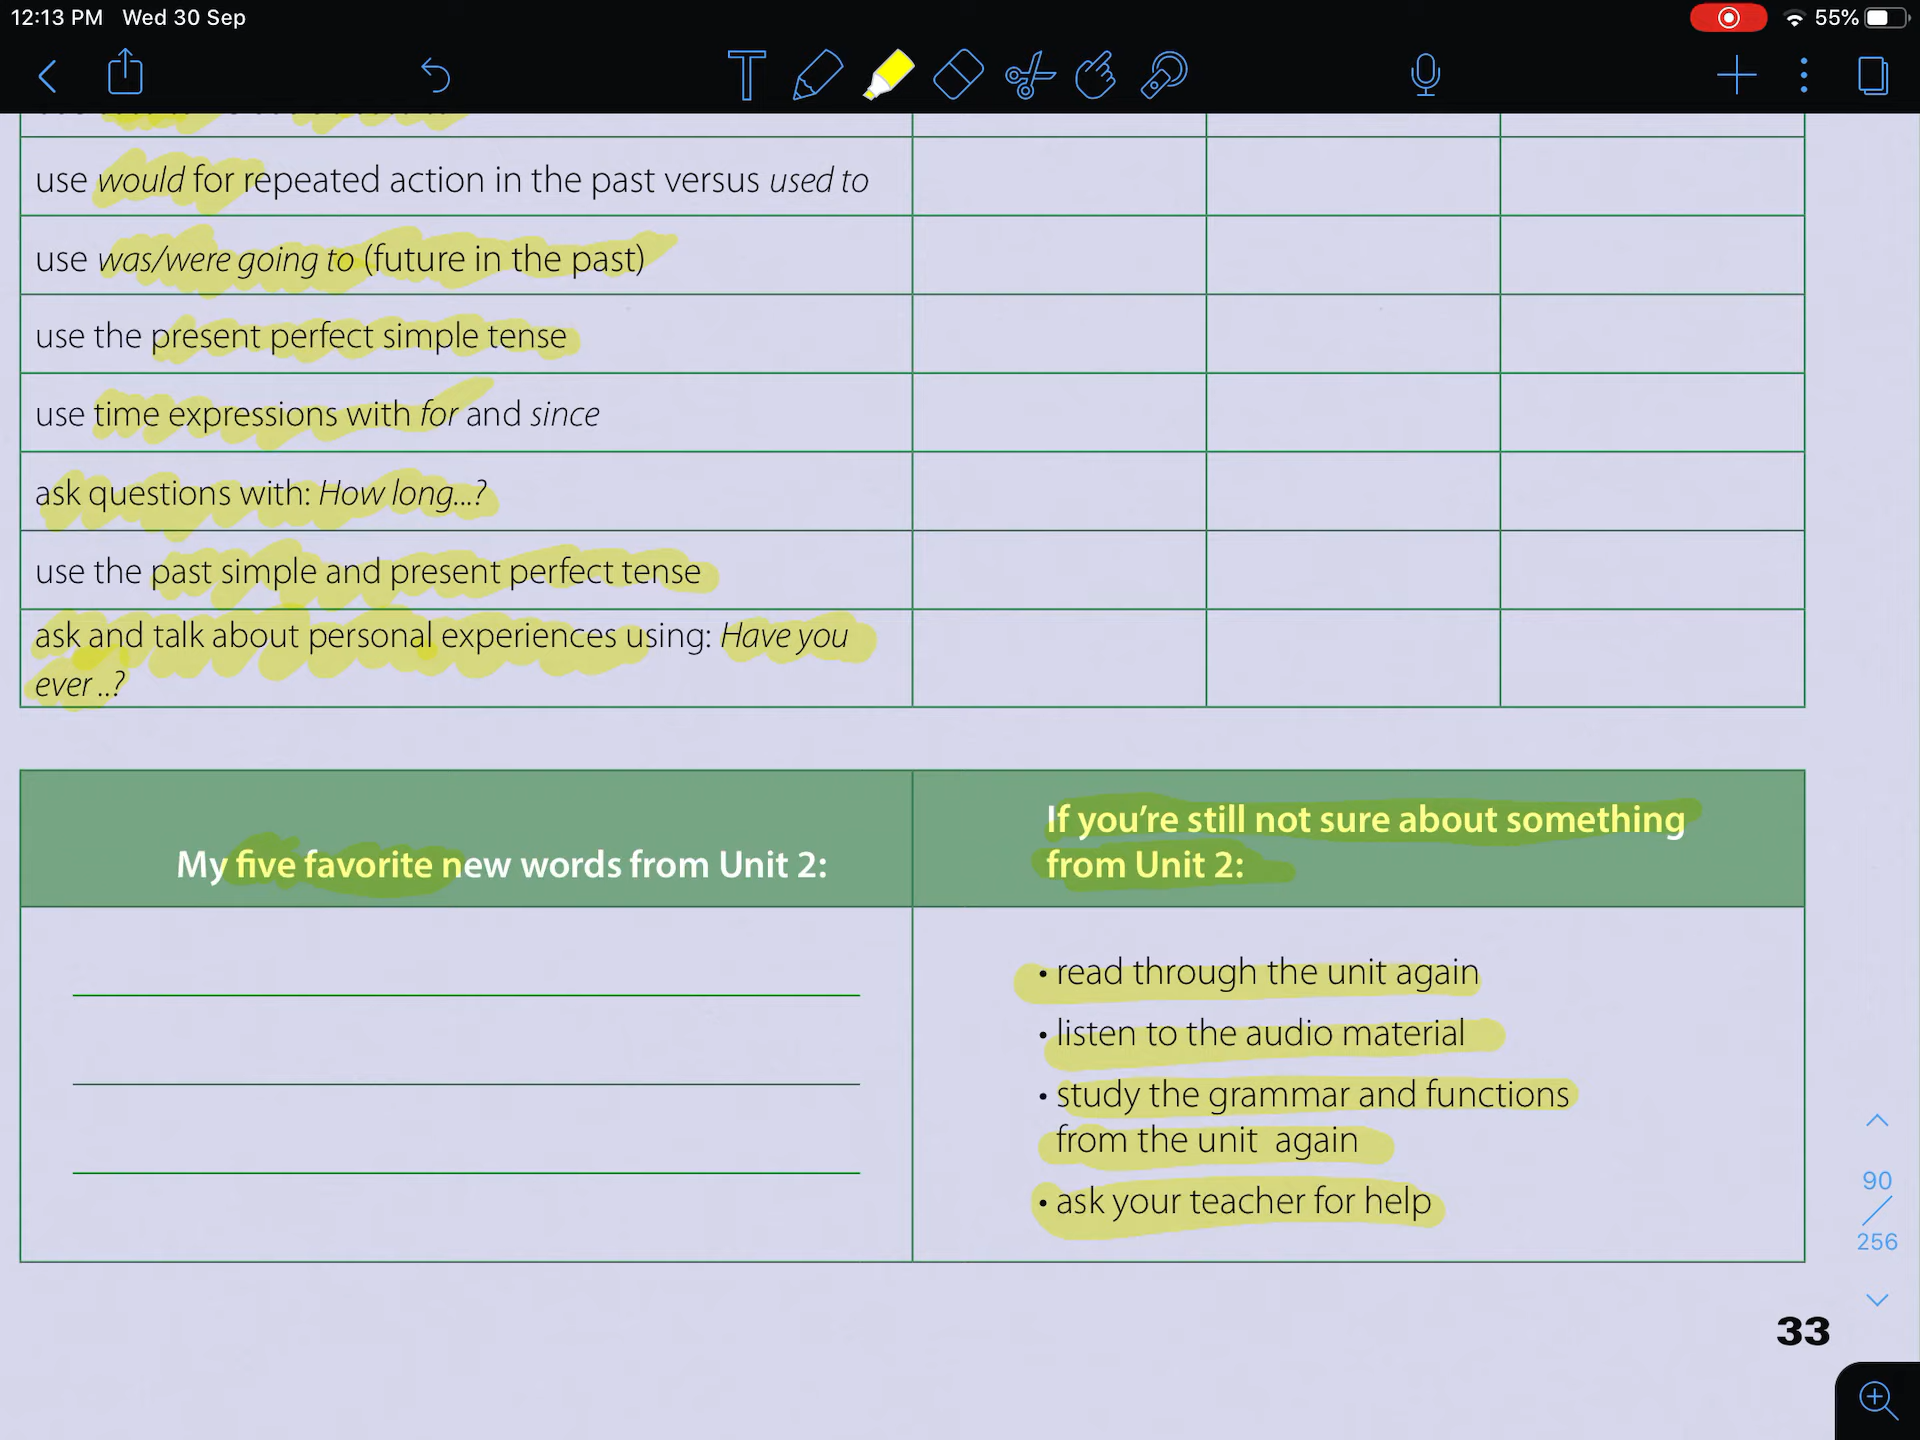 12:13 PM Wed 30 Sep
55%
use would for repeated action in the past versus used to
use was/were going to (future in the past)
use the present perfect simple tense
use time expressions with for and since
ask questions with: How long...?
use the past simple and present perfect tense
ask and talk about personal experiences using: Have you
ever ..?
My five favorite new words from Unit 2:
If you're still not sure about something
from Unit 2:
• read through the unit again
• listen to the audio material
• study the grammar and functions
from the unit again
• ask your teacher for help
90
256
33